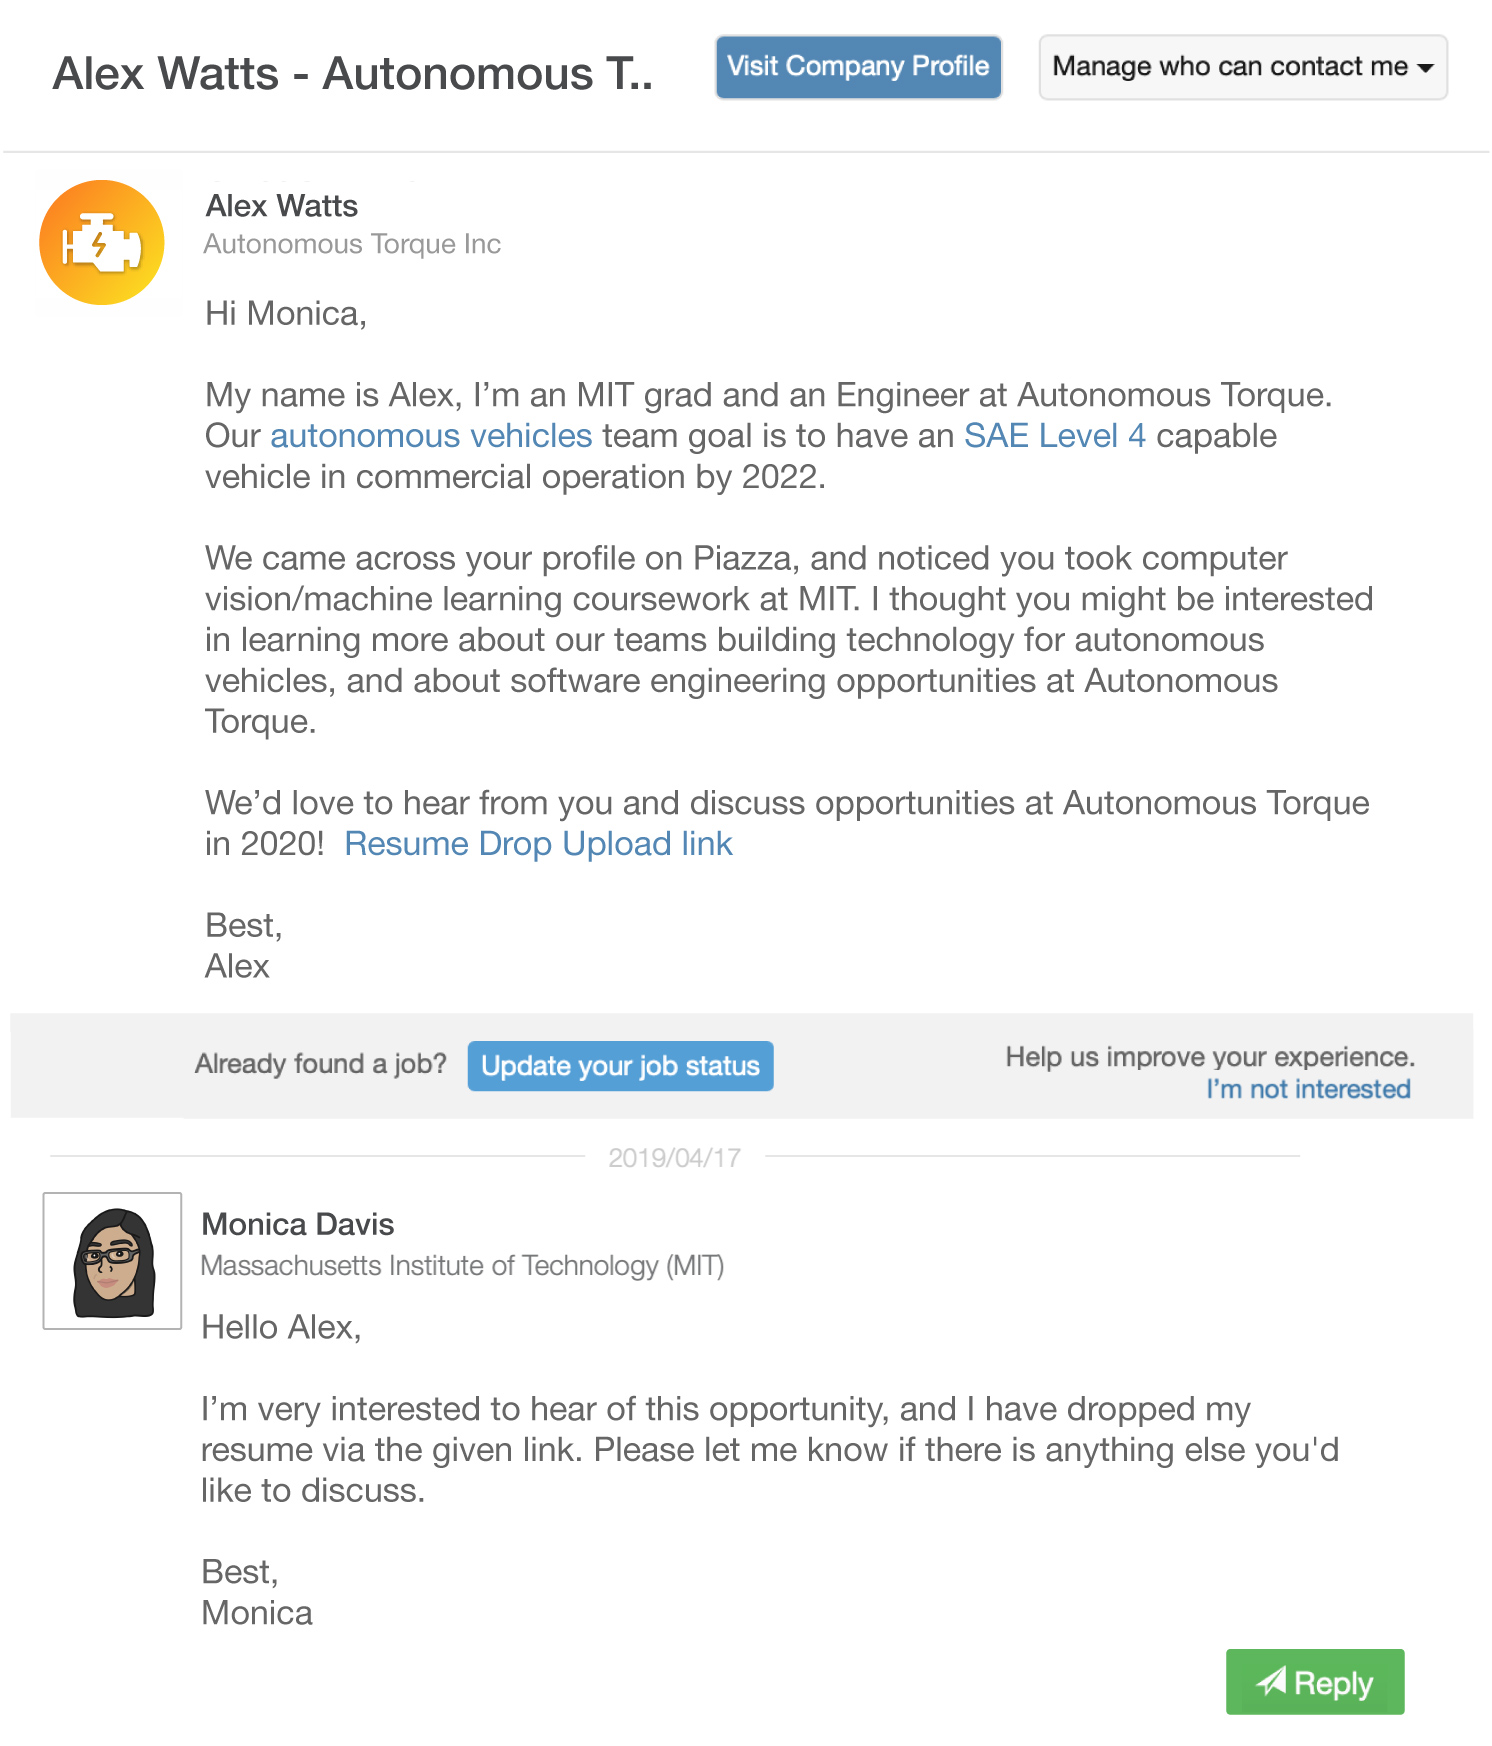 Alex Watts - Autonomous T..
Visit Company Profile
Manage who can contact me
Alex Watts
Autonomous Torque Inc
Hi Monica,
My name is Alex, I’m an MIT grad and an Engineer at Autonomous Torque.
Our autonomous vehicles team goal is to have an SAE Level 4 capable
vehicle in commercial operation by 2022.
We came across your profile on Piazza, and noticed you took computer
vision/machine learning coursework at MIT. I thought you might be interested
in learning more about our teams building technology for autonomous
vehicles, and about software engineering opportunities at Autonomous
Torque.
We’d love to hear from you and discuss opportunities at Autonomous Torque
in 2020!  Resume Drop Upload link
Best,
Alex
Already found a job?
Update your job status
Help us improve your experience.
I’m not interested
2019/04/17
Monica Davis
Massachusetts Institute of Technology (MIT)
Hello Alex,
I’m very interested to hear of this opportunity, and I have dropped my
resume via the given link. Please let me know if there is anything else you'd
like to discuss.
Best,
Monica
Reply